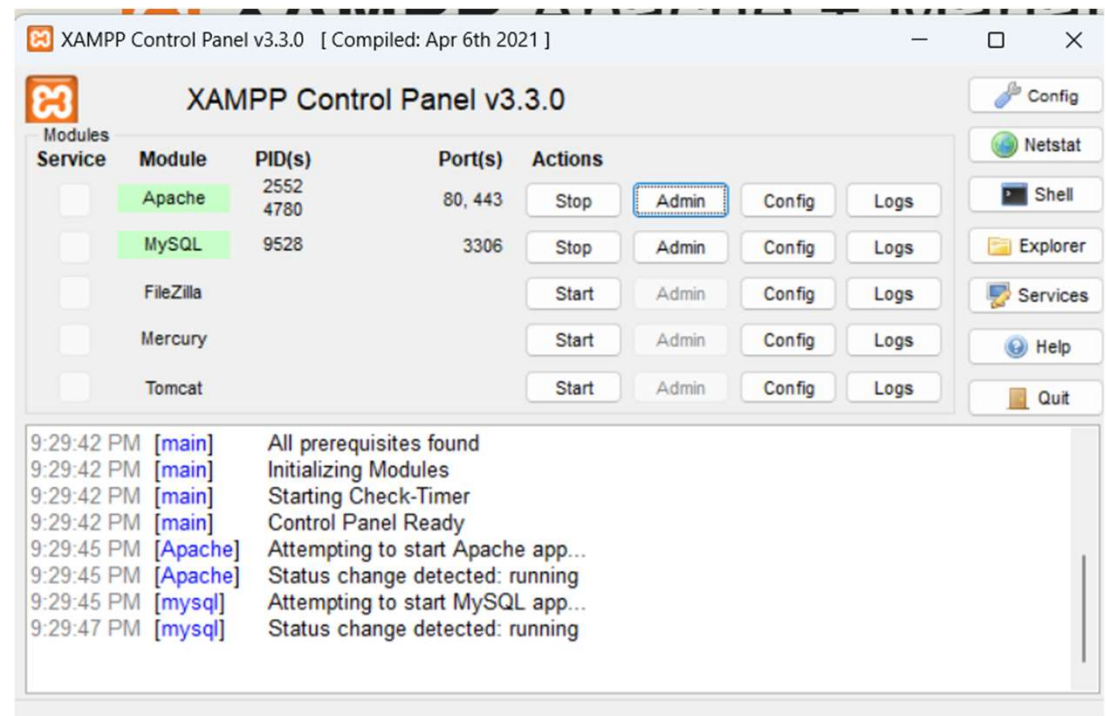 XAMPP Apache + Maria
XAMPP Control Panel v3.3.0 [ Compiled: Apr 6th 2021 ]
XAMPP Control Panel v3.3.0
Config
Modules
Service Module PID(s) Port(s) Actions
Netstat
Apache 2552 4780 80, 443 Stop Admin Config Logs
Shell
MySQL 9528 3306 Stop Admin Config Logs
Explorer
FileZilla Start Admin Config Logs
Services
Mercury Start Admin Config Logs
Help
Tomcat Start Admin Config Logs
Quit
9:29:42 PM [main] All prerequisites found
9:29:42 PM [main] Initializing Modules
9:29:42 PM [main] Starting Check-Timer
9:29:42 PM [main] Control Panel Ready
9:29:45 PM [Apache] Attempting to start Apache app...
9:29:45 PM [Apache] Status change detected: running
9:29:45 PM [mysql] Attempting to start MySQL app...
9:29:47 PM [mysql] Status change detected: running